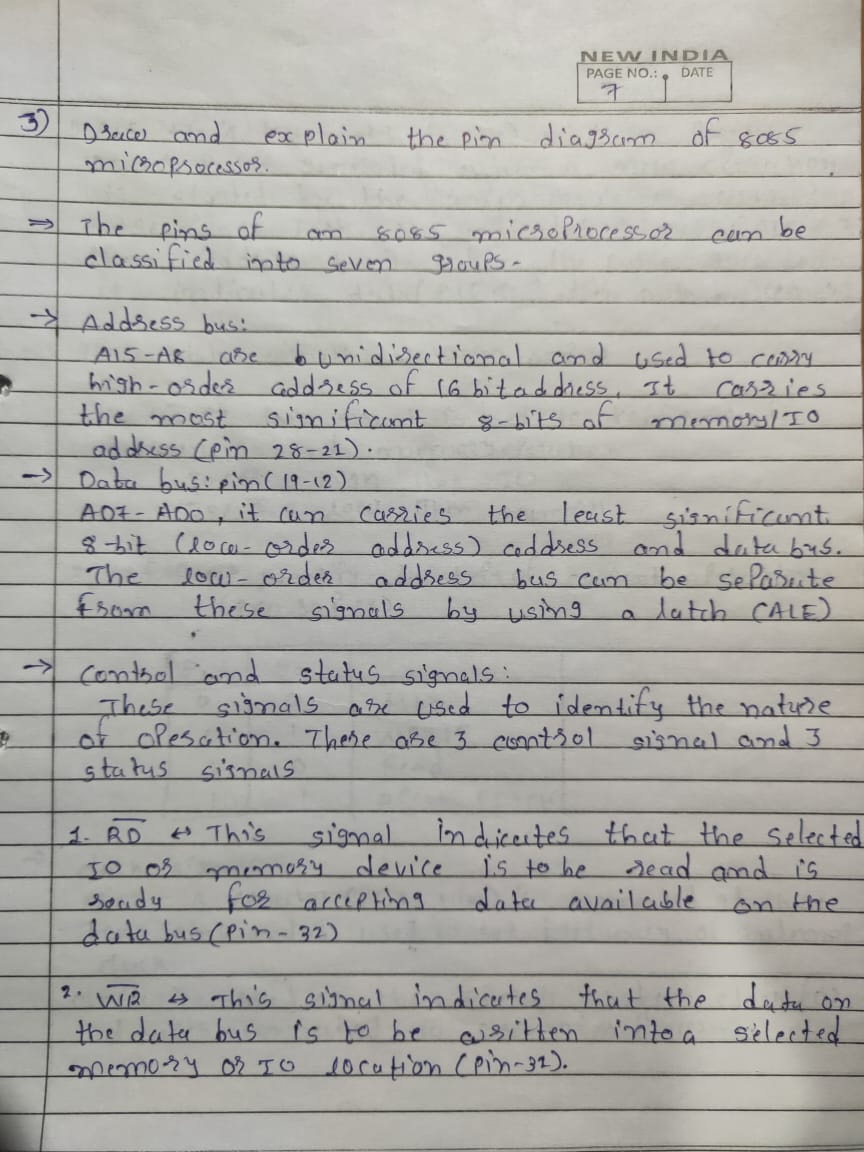 NEW INDIA
PAGE NO.: DATE
7
3) Draw and explain the pin diagram of 8085
microprocessor.
⇒ The pins of an 8085 microProcessor can be
classified into seven groups-
→ Address bus:
A15-A8 are bunidirectional and used to carry
high-order address of 16 bit address. It carries
the most significant 8-bits of memory/IO
address (pin 28-21).
→ Data bus: pin(19-12)
AD7-AD0, it can carries the least significant
8-bit (low-order address) address and data bus.
The low-order address bus can be separate
from these signals by using a latch (ALE)
→ Control and status signals:
These signals are used to identify the nature
of operation. There are 3 control signal and 3
status signals
1. R̅D̅ ↔ This signal indicates that the selected
IO or memory device is to be read and is
ready for accepting data available on the
data bus (pin-32)
2. W̅R̅ ↔ This signal indicates that the data on
the data bus is to be written into a selected
memory or IO location (pin-31).